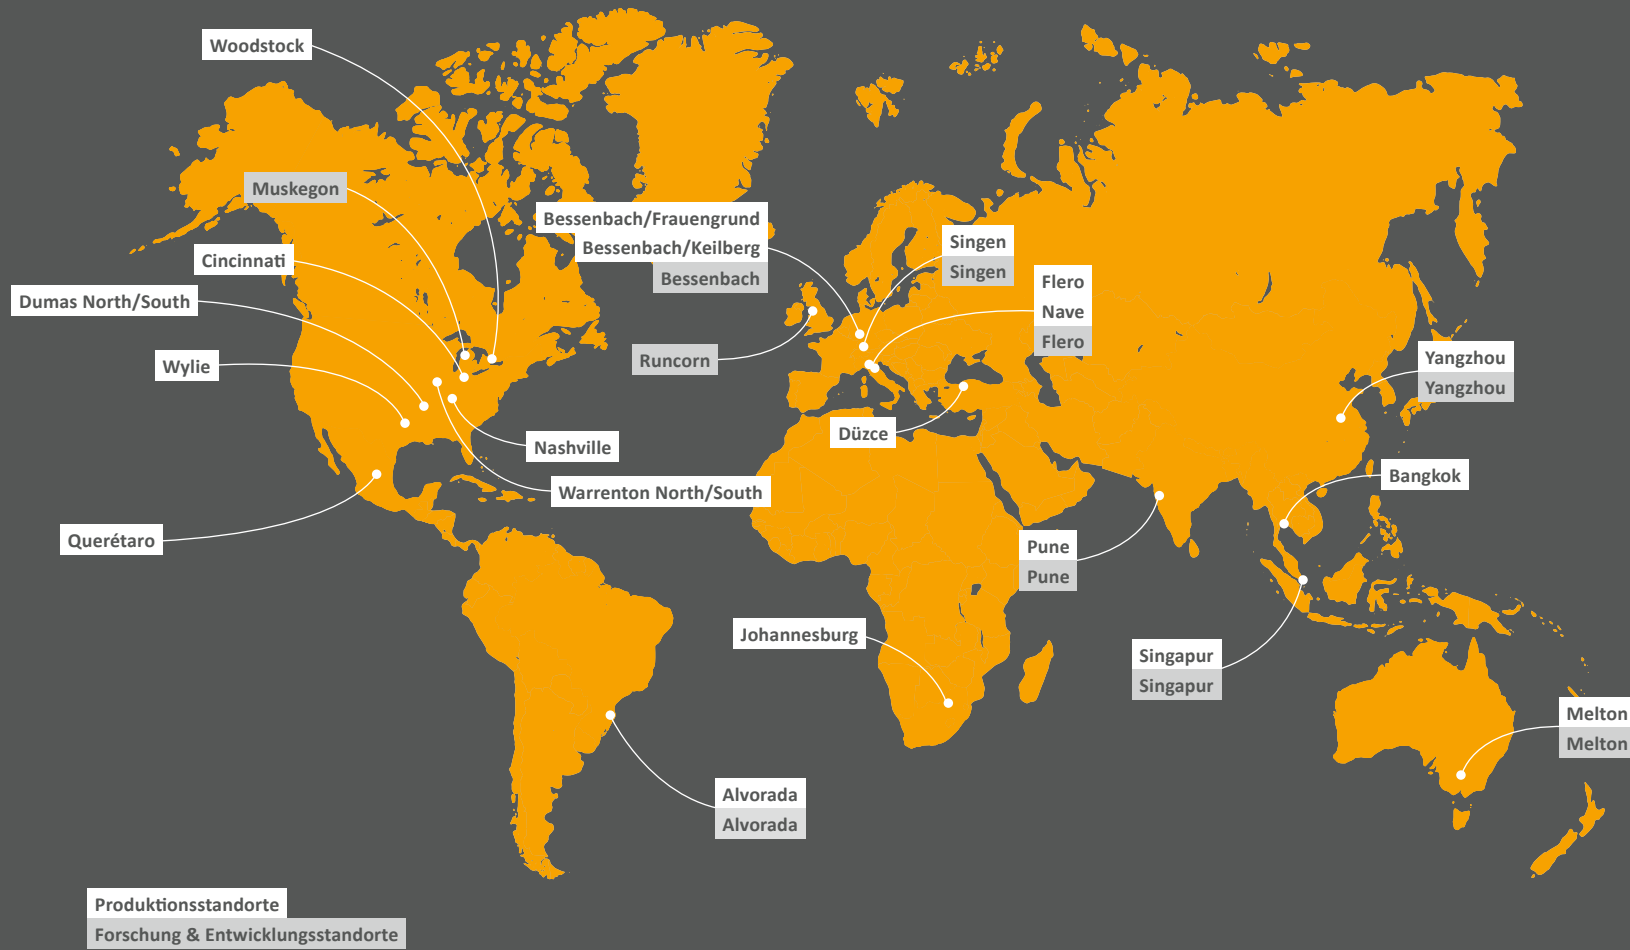 Woodstock
Muskegon
Cincinnati
Dumas North/South
Wylie
Querétaro
Nashville
Warrenton North/South
Bessenbach/Frauengrund
Bessenbach/Keilberg
Bessenbach
Runcorn
Singen
Singen
Flero
Nave
Flero
Düzce
Yangzhou
Yangzhou
Bangkok
Pune
Pune
Johannesburg
Singapur
Singapur
Melton
Melton
Alvorada
Alvorada
Produktionsstandorte
Forschung & Entwicklungsstandorte